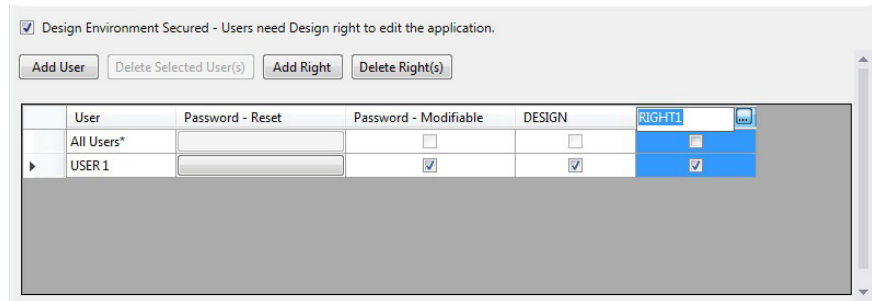 Design Environment Secured - Users need Design right to edit the application.
Add User Delete Selected User(s) Add Right Delete Right(s)
User Password - Reset Password - Modifiable DESIGN RIGHT1 ...
All Users*
USER 1